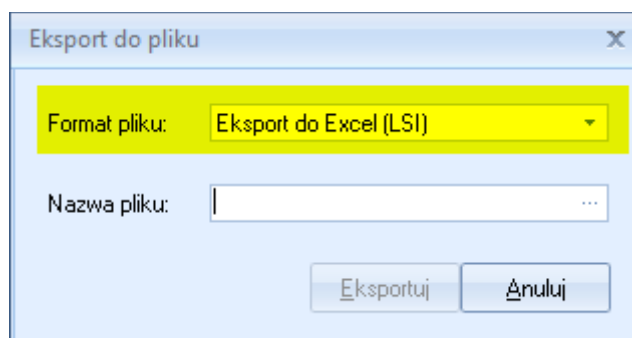 Eksport do pliku
Format pliku: Eksport do Excel (LSI)
Nazwa pliku: ...
Eksportuj Anuluj